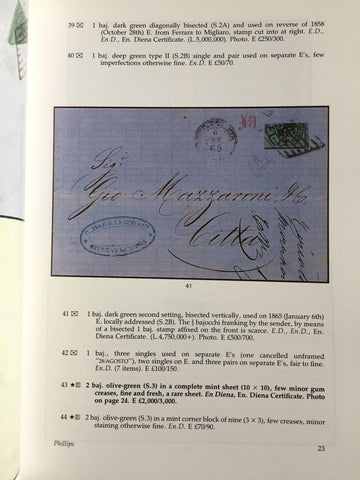 39 ✉ 1 baj. dark green diagonally bisected (S.2A) and used on reverse of 1858
(October 28th) E. from Ferrara to Migliaro, stamp cut into at right. E.D.,
En.D., En. Diena Certificate. (L.5,000,000). Photo. E £250/300.
40 ✉ 1 baj. deep green type II (S.2B) single and pair used on separate E's, few
imperfections otherwise fine. En.D. E £50/70.
Sig.r
Gio Mazzaroni
Città
41
41 ✉ 1 baj. dark green second setting, bisected vertically, used on 1865 (January 6th)
E. locally addressed (S.2B). The J bajocchi franking by the sender, by means
of a bisected 1 baj. stamp affixed on the front is scarce. E.D., En.D., En.
Diena Certificate. (L.4,750,000+). Photo. E £500/700.
42 ✉ 1 baj., three singles used on separate E's (one cancelled unframed
"28/AGOSTO"), two singles on E. and three pairs on separate E's, fair to fine.
En.D. (7 items). E £100/150.
43 ★⊞ 2 baj. olive-green (S.3) in a complete mint sheet (10 × 10), few minor gum
creases, fine and fresh, a rare sheet. En Diena, En. Diena Certificate. Photo
on page 24. E £2,000/3,000.
44 ★⊞ 2 baj. olive-green (S.3) in a mint corner block of nine (3 × 3), few creases, minor
staining otherwise fine. En.D. E £70/90.
Phillips
23